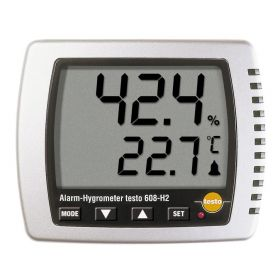 42.4
%
22.7 °C
Alarm-Hygrometer testo 608-H2
testo
MODE
SET